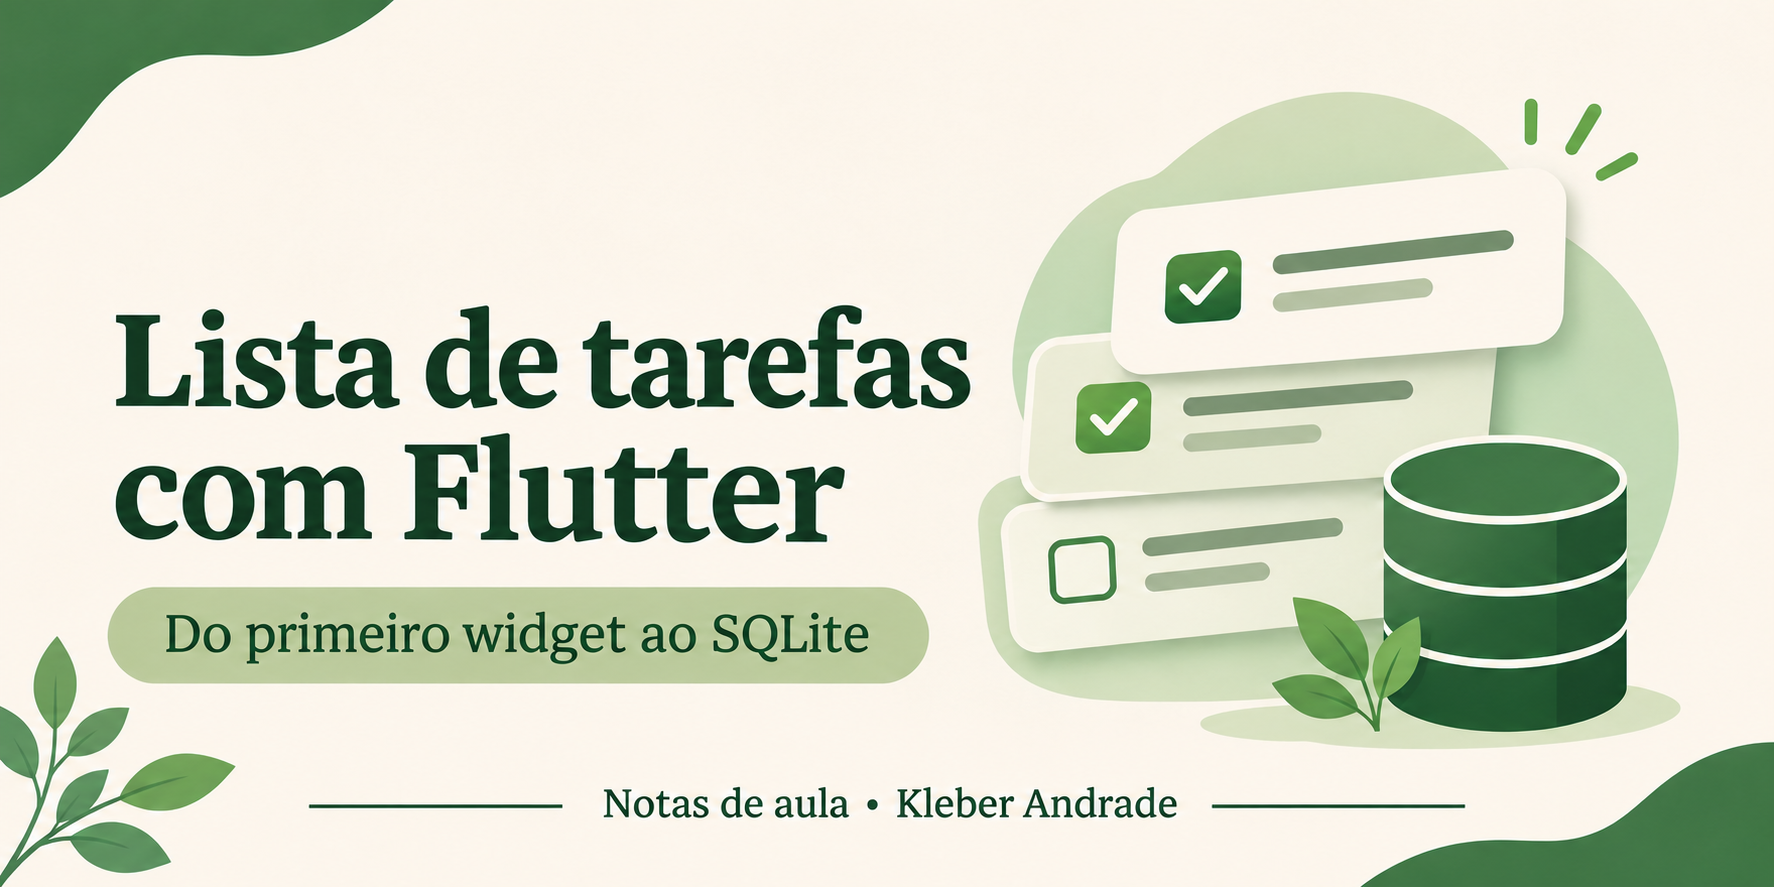 Lista de tarefas
com Flutter
Do primeiro widget ao SQLite
Notas de aula • Kleber Andrade